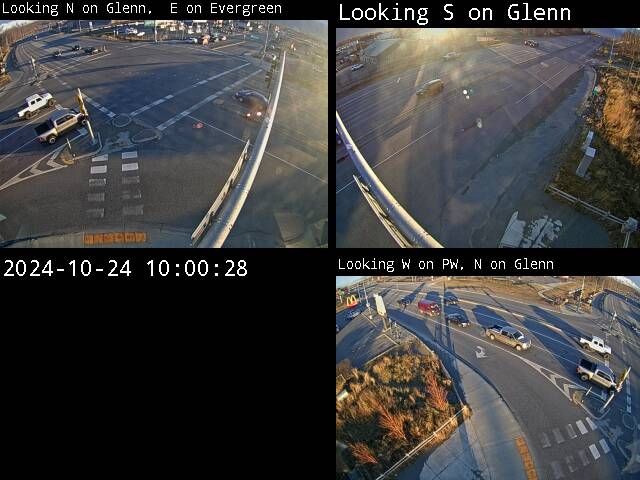 Looking N on Glenn, E on Evergreen
Looking S on Glenn
2024-10-24 10:00:28
Looking W on PW, N on Glenn